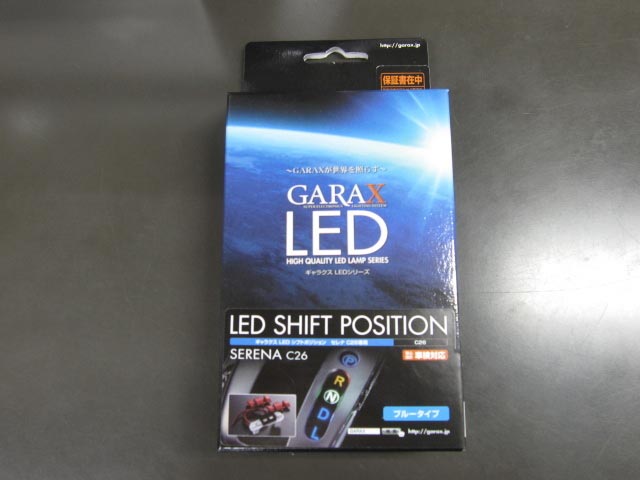 http://garax.jp
保証書在中
～GARAXが世界を照らす～
GARAX
LED
HIGH QUALITY LED LAMP SERIES
ギャラクス LEDシリーズ
LED SHIFT POSITION
ギャラクス LED シフトポジション セレナ C26専用
C26
SERENA C26
車検対応
P
R
N
D
L
ブルータイプ
http://garax.jp